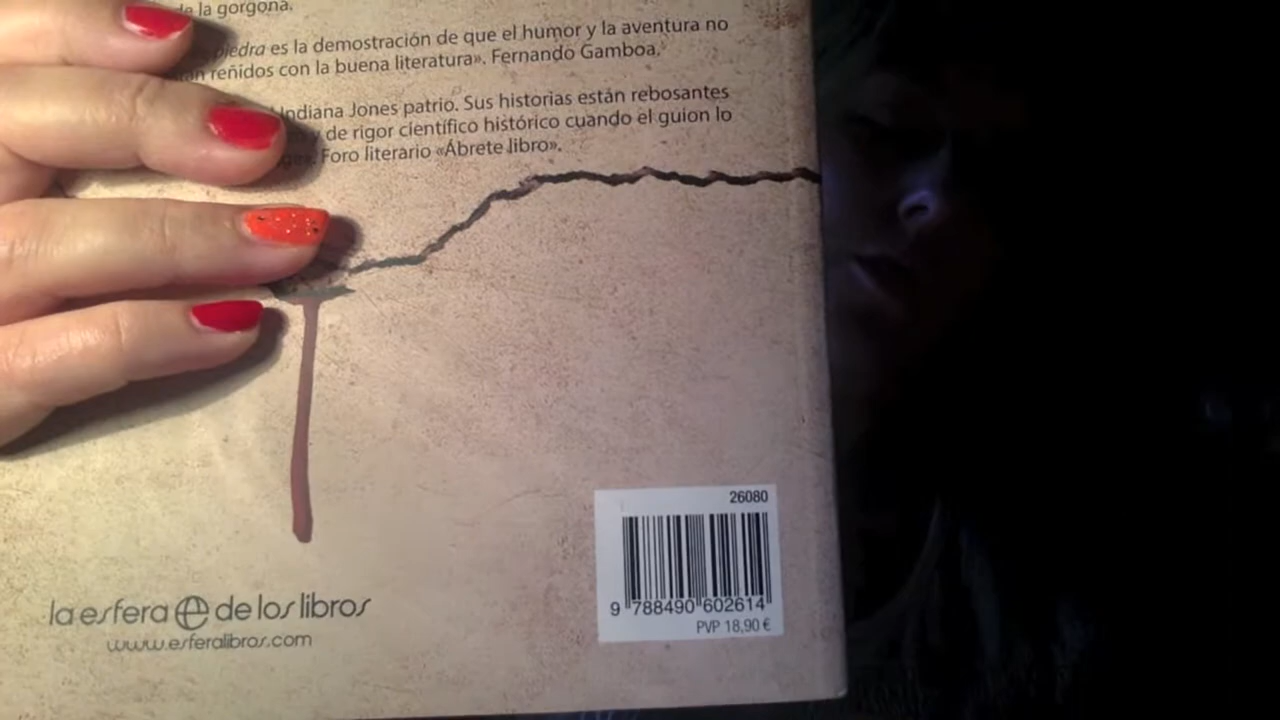 la gorgona.
piedra es la demostración de que el humor y la aventura no
reñidos con la buena literatura». Fernando Gamboa.
Indiana Jones patrio. Sus historias están rebosantes
de rigor científico histórico cuando el guion lo
Foro literario «Ábrete libro».
26080
9 788490 602614
PVP 18,90 €
la esfera de los libros
www.esferalibros.com